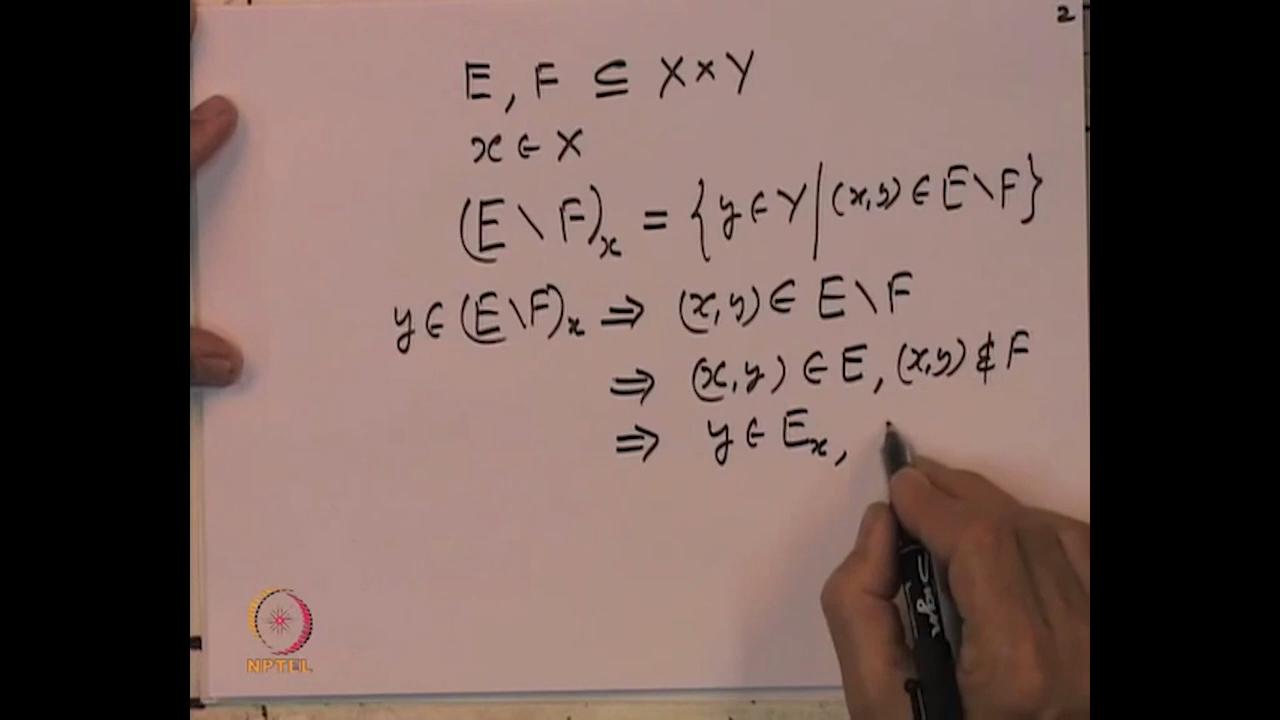 2
E, F ⊆ X × Y
x ∈ X
(E \ F)ₓ = {y ∈ Y | (x,y) ∈ E \ F}
y ∈ (E \ F)ₓ ⇒ (x,y) ∈ E \ F
⇒ (x,y) ∈ E, (x,y) ∉ F
⇒ y ∈ Eₓ,
NPTEL